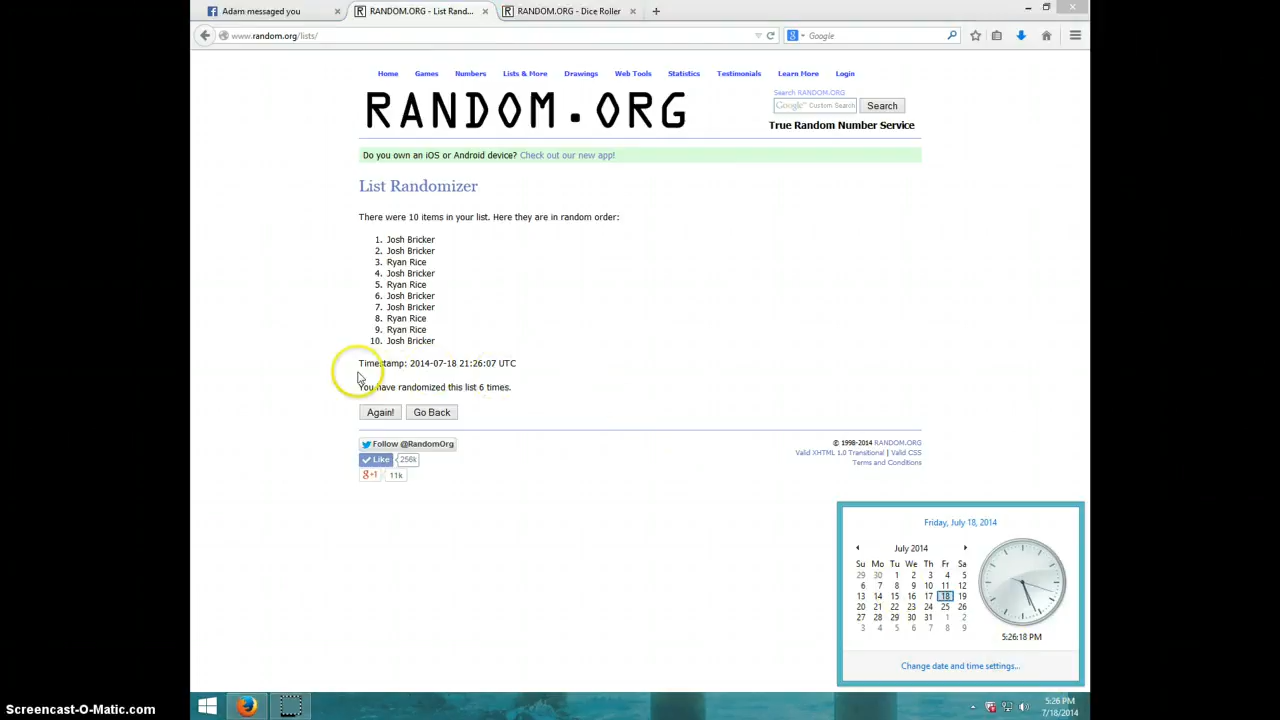 Adam messaged you
RANDOM.ORG - List Rand...
RANDOM.ORG - Dice Roller
www.random.org/lists/
Google
Home Games Numbers Lists & More Drawings Web Tools Statistics Testimonials Learn More Login
RANDOM.ORG
Search RANDOM.ORG
Google™ Custom Search
Search
True Random Number Service
Do you own an iOS or Android device? Check out our new app!
List Randomizer
There were 10 items in your list. Here they are in random order:
1. Josh Bricker
2. Josh Bricker
3. Ryan Rice
4. Josh Bricker
5. Ryan Rice
6. Josh Bricker
7. Josh Bricker
8. Ryan Rice
9. Ryan Rice
10. Josh Bricker
Timestamp: 2014-07-18 21:26:07 UTC
You have randomized this list 6 times.
Again! Go Back
Follow @RandomOrg
Like 256k
g+1 11k
© 1998-2014 RANDOM.ORG
Valid XHTML 1.0 Transitional | Valid CSS
Terms and Conditions
Friday, July 18, 2014
July 2014
Su Mo Tu We Th Fr Sa
29 30 1 2 3 4 5
6 7 8 9 10 11 12
13 14 15 16 17 18 19
20 21 22 23 24 25 26
27 28 29 30 31 1 2
3 4 5 6 7 8 9
5:26:18 PM
Change date and time settings...
5:26 PM
7/18/2014
Screencast-O-Matic.com